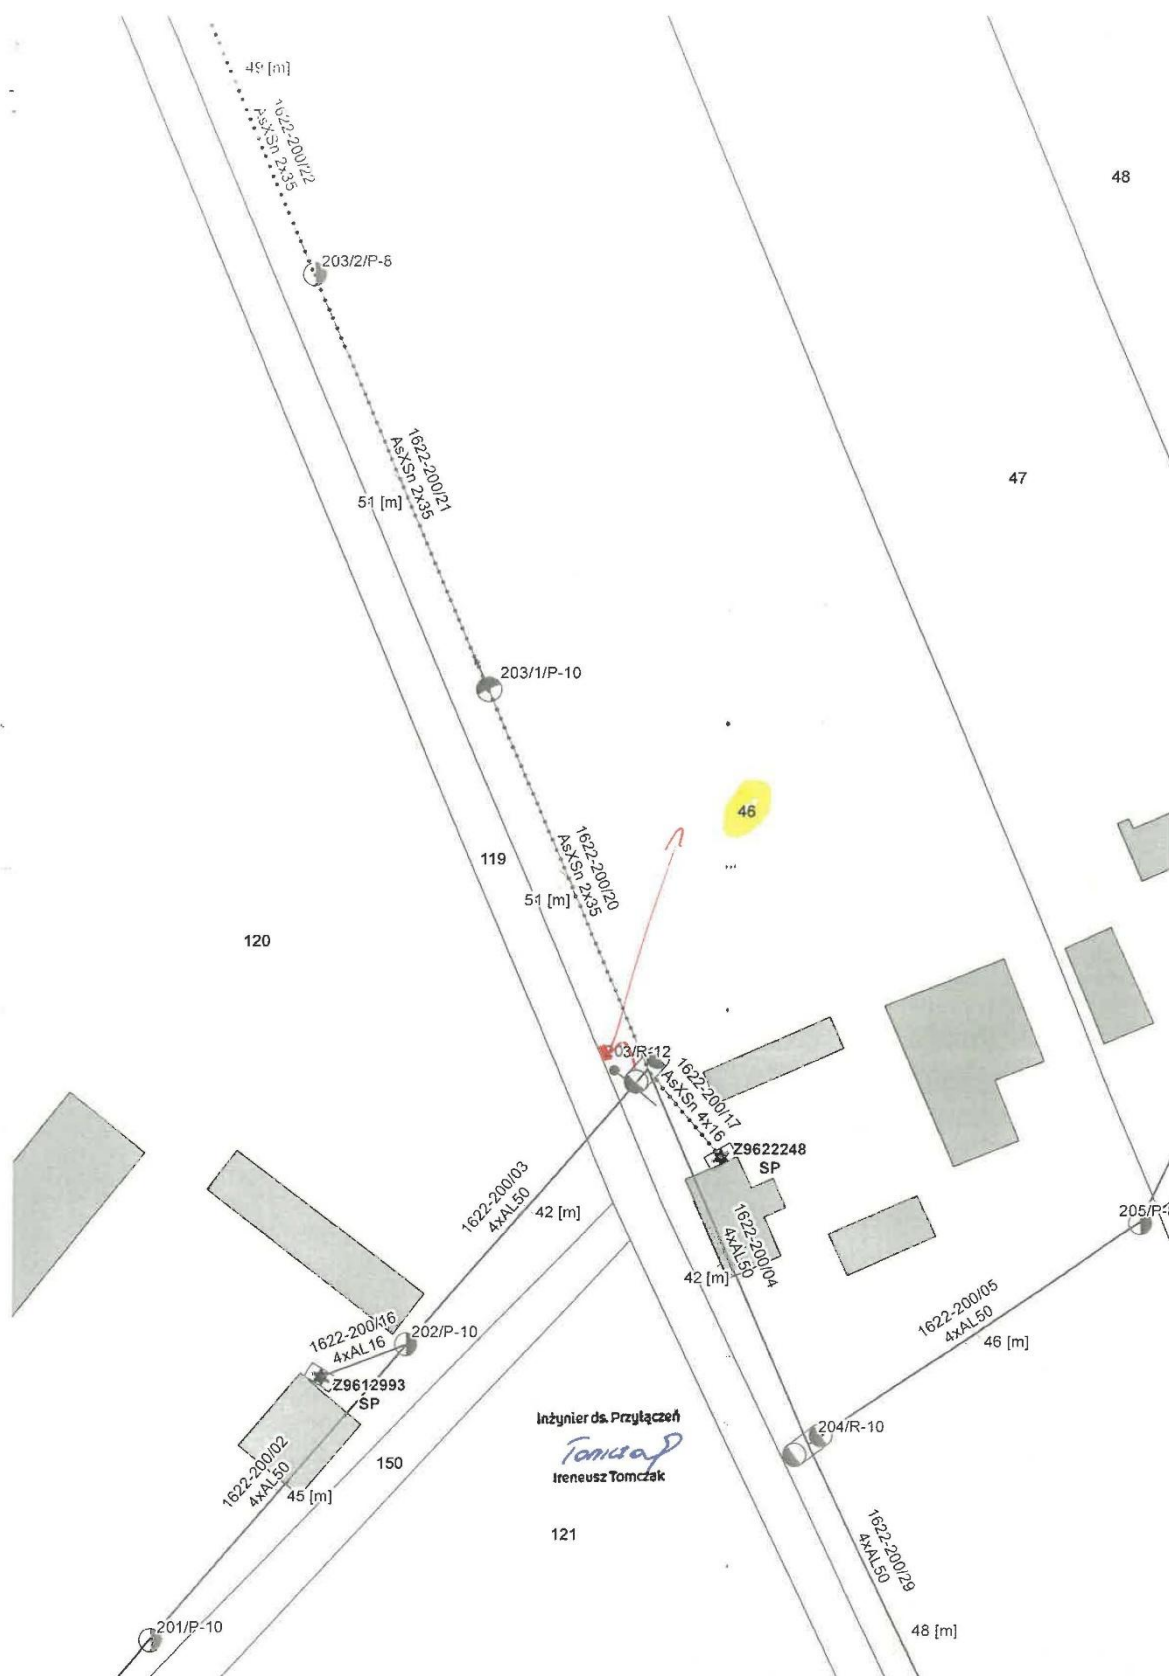 49 [m]
1622-200/22
AsXSn 2x35
48
203/2/P-8
1622-200/21
AsXSn 2x35
51 [m]
47
203/1/P-10
46
1622-200/20
AsXSn 2x35
119
51 [m]
120
203/R-12
1622-200/17
AsXSn 4x16
Z9622248
SP
1622-200/03
4xAL50
42 [m]
205/P-
1622-200/04
4xAL50
42 [m]
1622-200/05
4xAL50
46 [m]
1622-200/16
4xAL16
202/P-10
Z9612993
SP
Inżynier ds. Przyłączeń
Tomczak
Ireneusz Tomczak
204/R-10
1622-200/02
4xAL50
150
45 [m]
121
1622-200/29
4xAL50
201/P-10
48 [m]